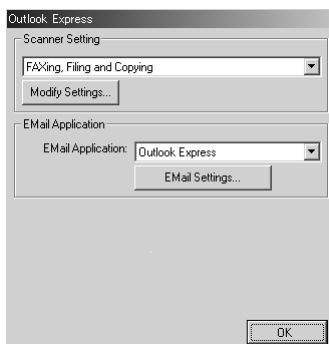 Outlook Express
Scanner Setting
FAXing, Filing and Copying
Modify Settings...
EMail Application
EMail Application: Outlook Express
EMail Settings...
OK